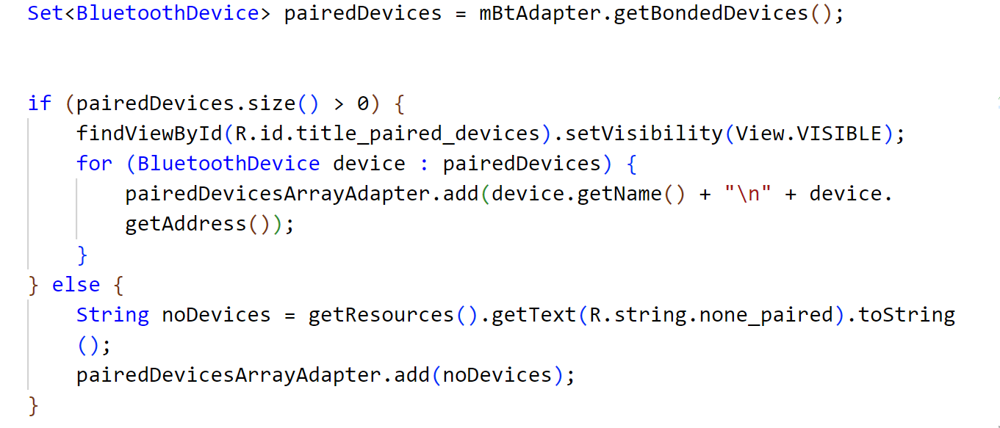 Set<BluetoothDevice> pairedDevices = mBtAdapter.getBondedDevices();
if (pairedDevices.size() > 0) {
findViewById(R.id.title_paired_devices).setVisibility(View.VISIBLE);
for (BluetoothDevice device : pairedDevices) {
pairedDevicesArrayAdapter.add(device.getName() + "\n" + device.
getAddress());
}
} else {
String noDevices = getResources().getText(R.string.none_paired).toString
();
pairedDevicesArrayAdapter.add(noDevices);
}